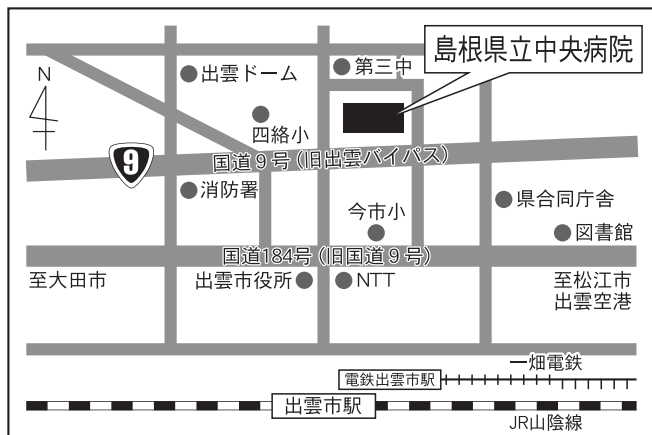 島根県立中央病院
N
出雲ドーム
第三中
四絡小
9
国道9号(旧出雲バイパス)
消防署
今市小
県合同庁舎
図書館
国道184号(旧国道9号)
至大田市
出雲市役所
NTT
至松江市
出雲空港
一畑電鉄
電鉄出雲市駅
出雲市駅
JR山陰線